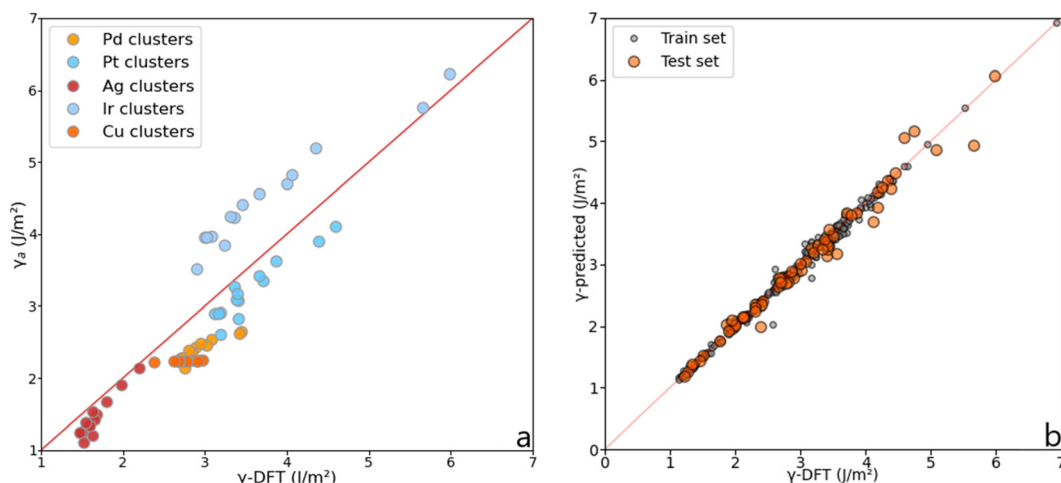 7
6
5
4
3
2
1
γₐ (J/m²)
Pd clusters
Pt clusters
Ag clusters
Ir clusters
Cu clusters
a
1 2 3 4 5 6 7
γ-DFT (J/m²)
7
6
5
4
3
2
1
0
γ-predicted (J/m²)
Train set
Test set
b
0 1 2 3 4 5 6 7
γ-DFT (J/m²)